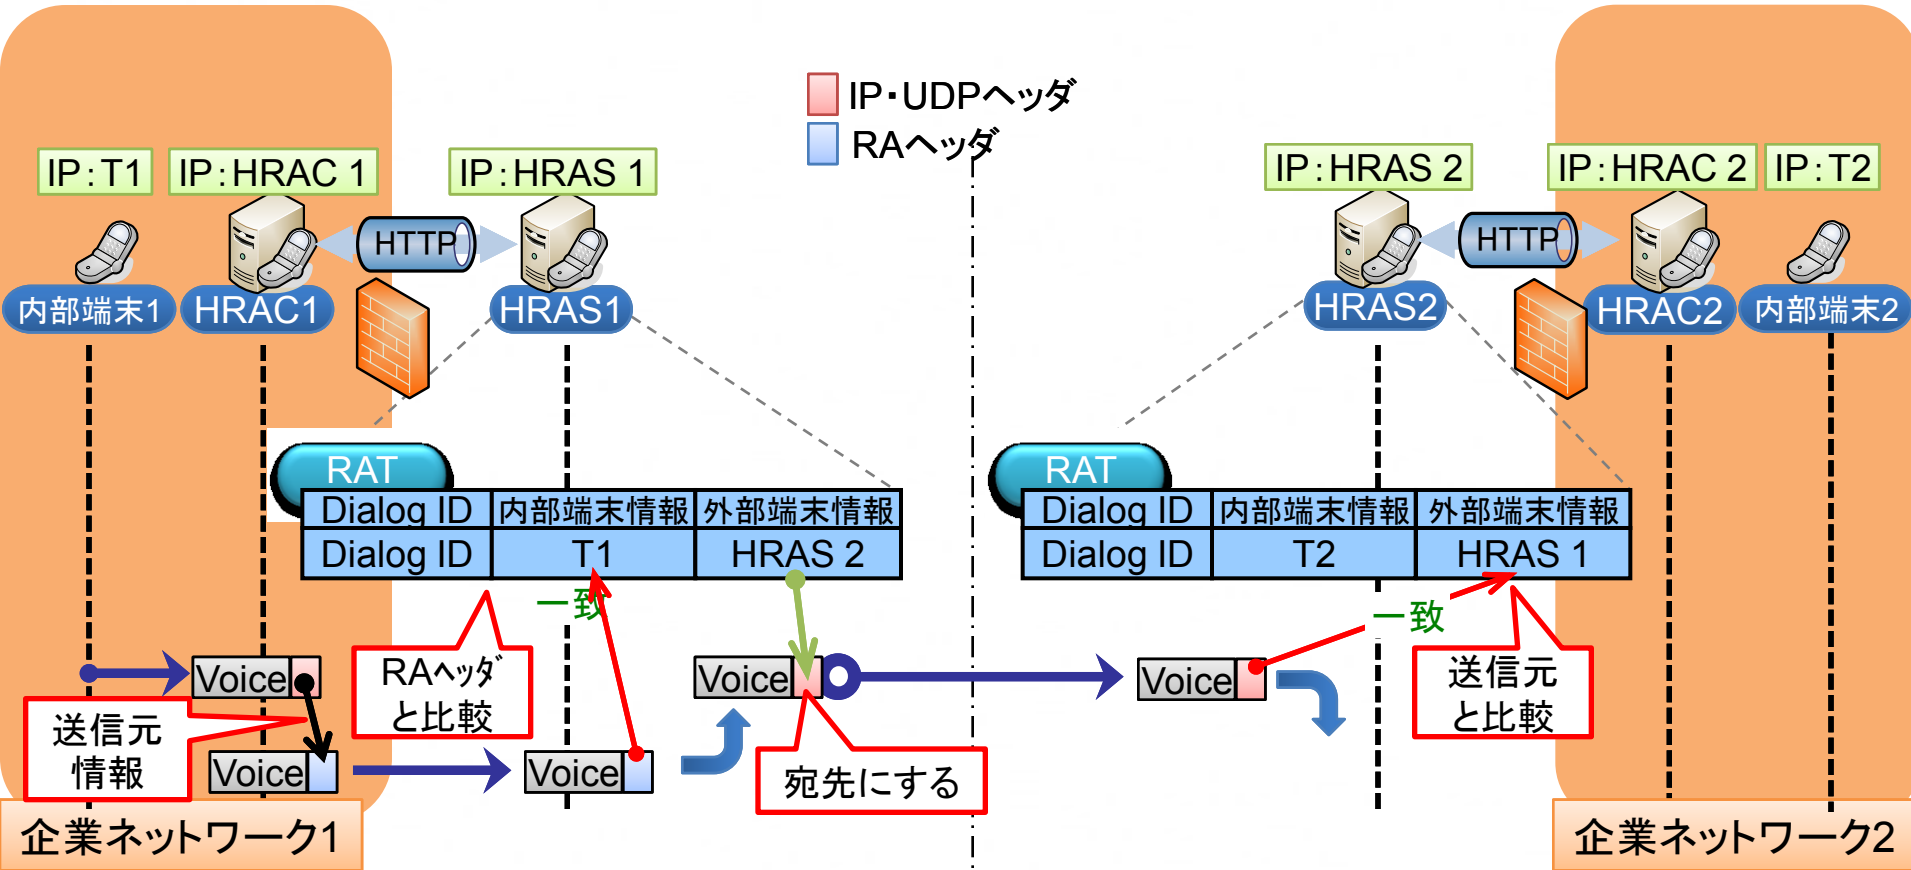 IP・UDPヘッダ
RAヘッダ
IP：T1
IP：HRAC 1
IP：HRAS 1
IP：HRAS 2
IP：HRAC 2
IP：T2
HTTP
HTTP
内部端末1
HRAC1
HRAS1
HRAS2
HRAC2
内部端末2
RAT
Dialog ID 内部端末情報 外部端末情報
Dialog ID T1 HRAS 2
RAT
Dialog ID 内部端末情報 外部端末情報
Dialog ID T2 HRAS 1
一致
一致
Voice
RAヘッダ
と比較
Voice
Voice
送信元
と比較
送信元
情報
Voice
Voice
宛先にする
企業ネットワーク1
企業ネットワーク2